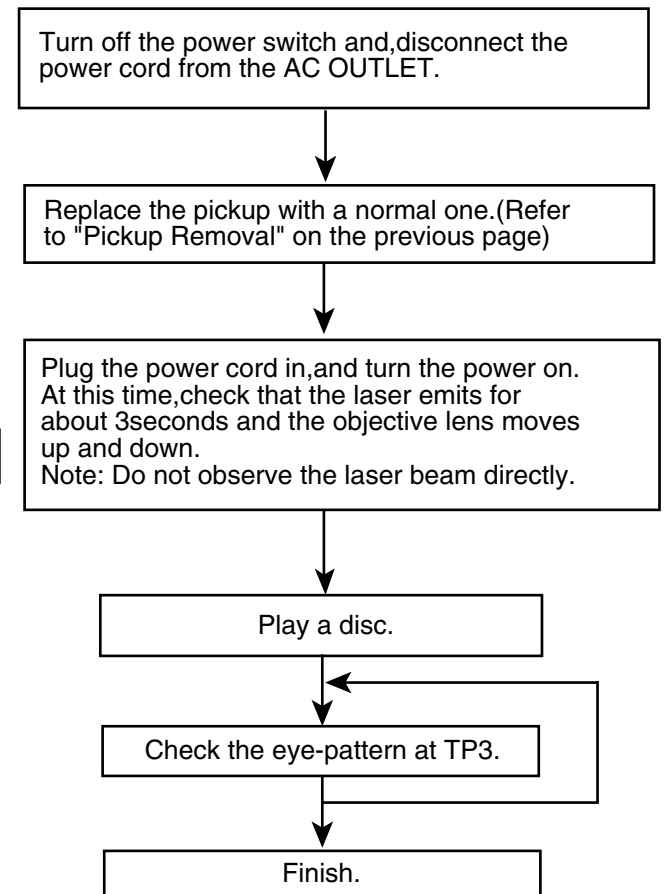 Turn off the power switch and,disconnect the
power cord from the AC OUTLET.
Replace the pickup with a normal one.(Refer
to "Pickup Removal" on the previous page)
Plug the power cord in,and turn the power on.
At this time,check that the laser emits for
about 3seconds and the objective lens moves
up and down.
Note: Do not observe the laser beam directly.
Play a disc.
Check the eye-pattern at TP3.
Finish.